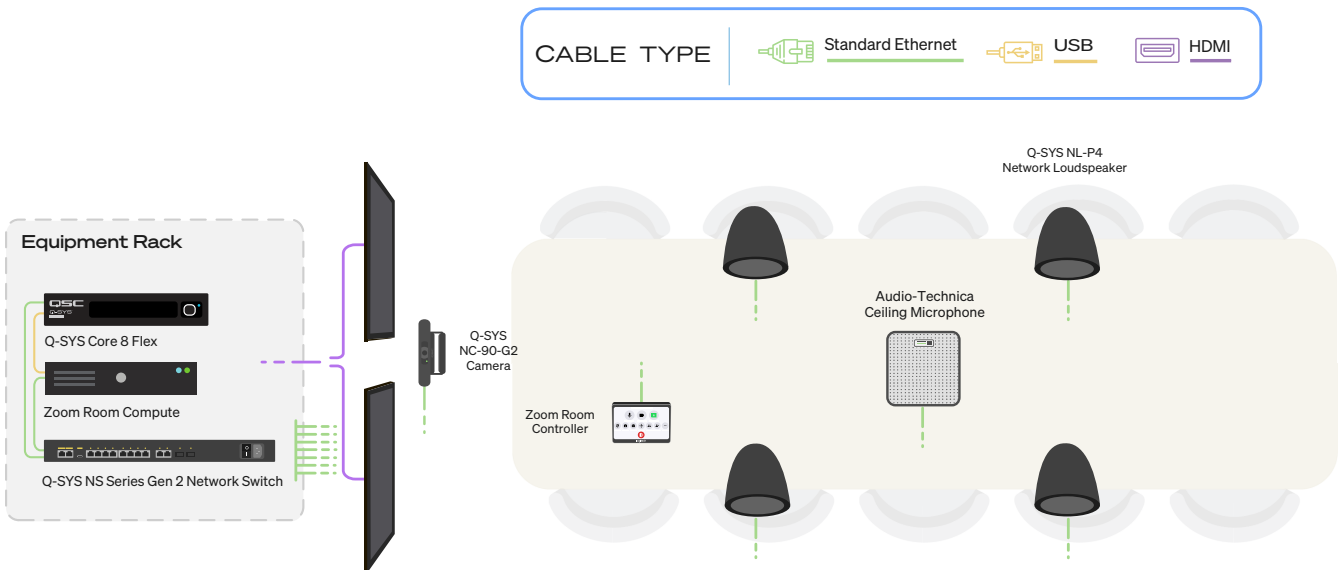 CABLE TYPE
Standard Ethernet
USB
HDMI
Q-SYS NL-P4
Network Loudspeaker
Equipment Rack
QSC
Q-SYS
Q-SYS Core 8 Flex
Zoom Room Compute
Q-SYS NS Series Gen 2 Network Switch
Q-SYS
NC-90-G2
Camera
Audio-Technica
Ceiling Microphone
Zoom Room
Controller